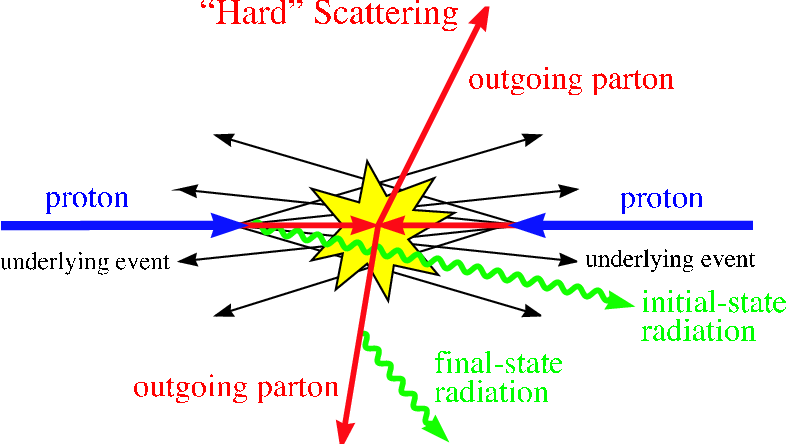 “Hard” Scattering
outgoing parton
proton
proton
underlying event
underlying event
initial-state
radiation
final-state
radiation
outgoing parton